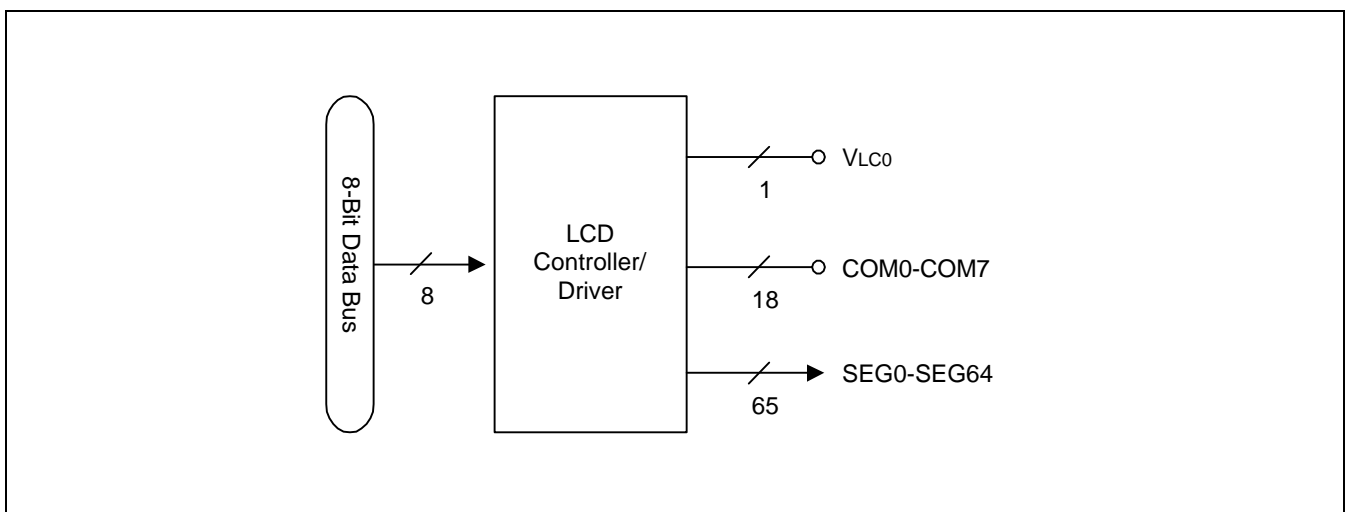 8-Bit Data Bus
8
LCD
Controller/
Driver
VLC0
1
COM0-COM7
18
SEG0-SEG64
65